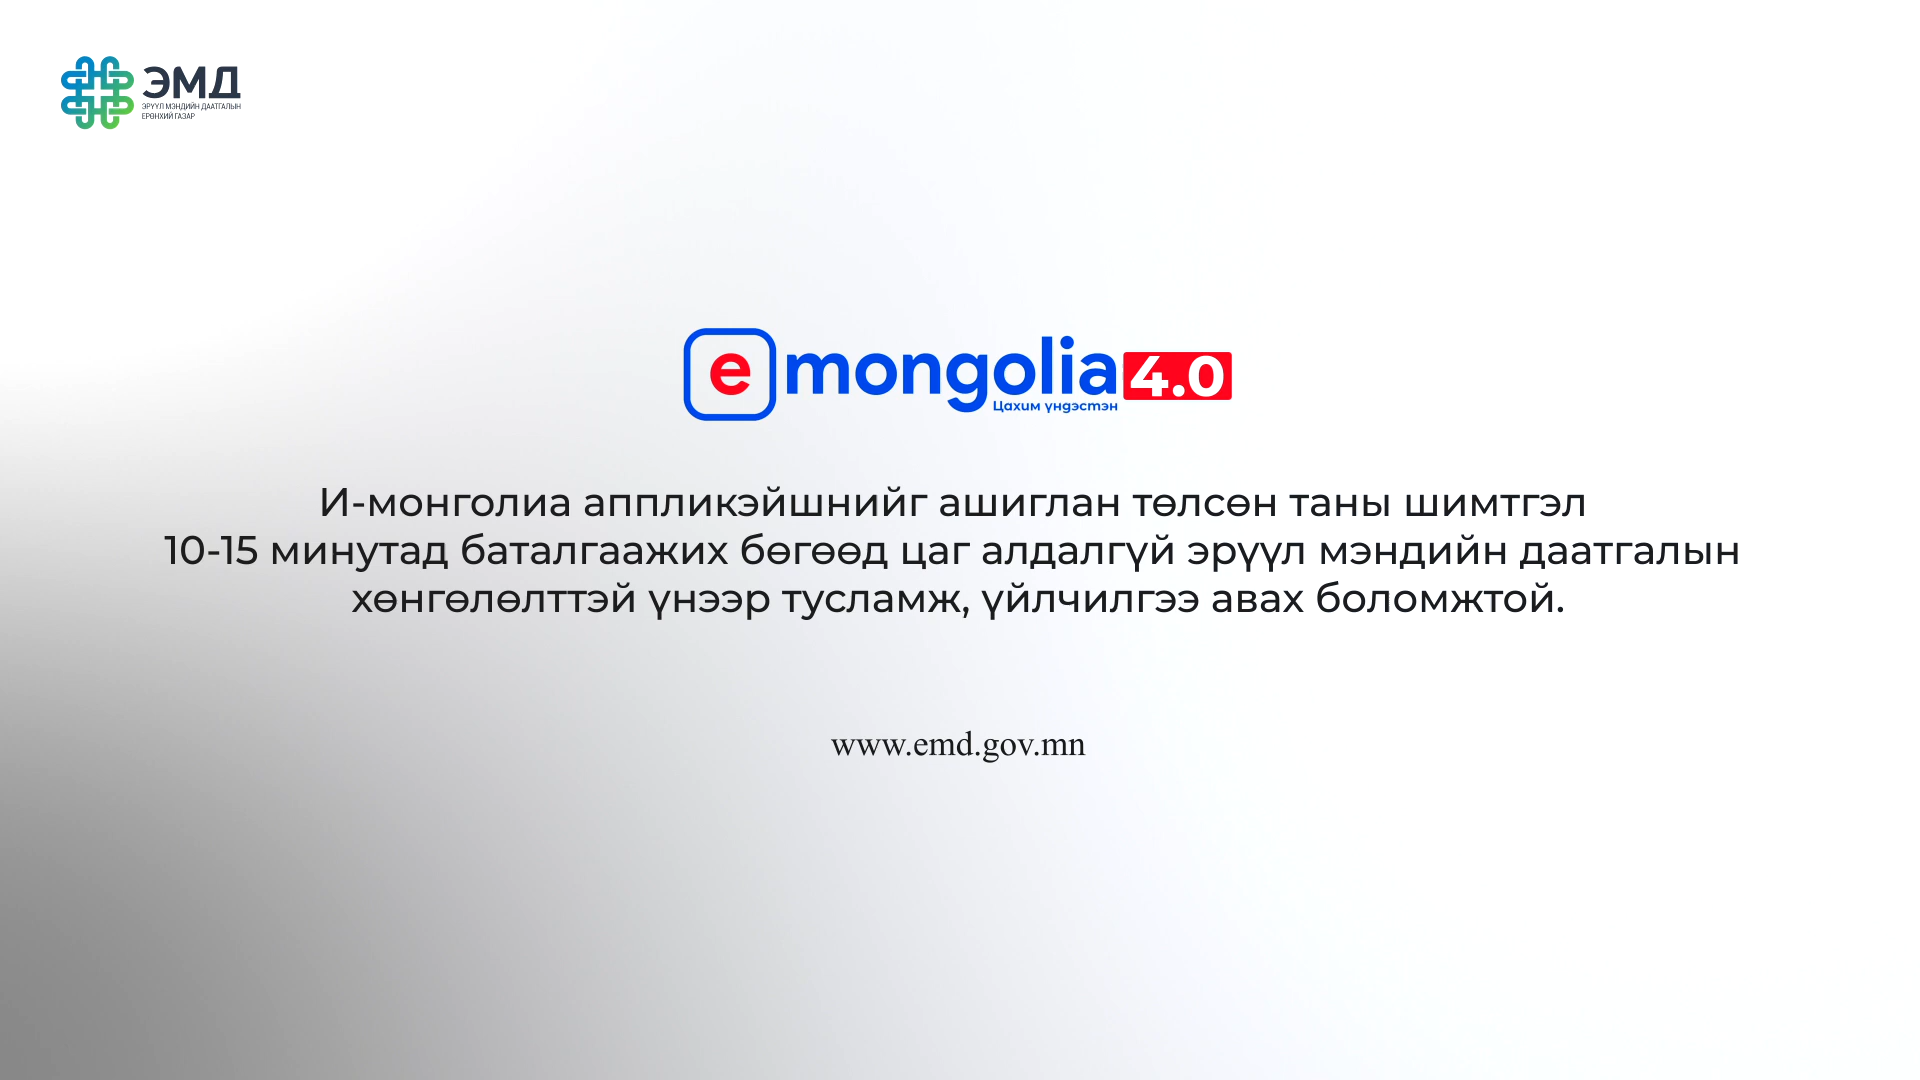 ЭМД
ЭРҮҮЛ МЭНДИЙН ДААТГАЛЫН
ЕРӨНХИЙ ГАЗАР
e mongolia 4.0
Цахим үндэстэн
И-монголиа аппликэйшнийг ашиглан төлсөн таны шимтгэл
10-15 минутад баталгаажих бөгөөд цаг алдалгүй эрүүл мэндийн даатгалын
хөнгөлөлттэй үнээр тусламж, үйлчилгээ авах боломжтой.
www.emd.gov.mn